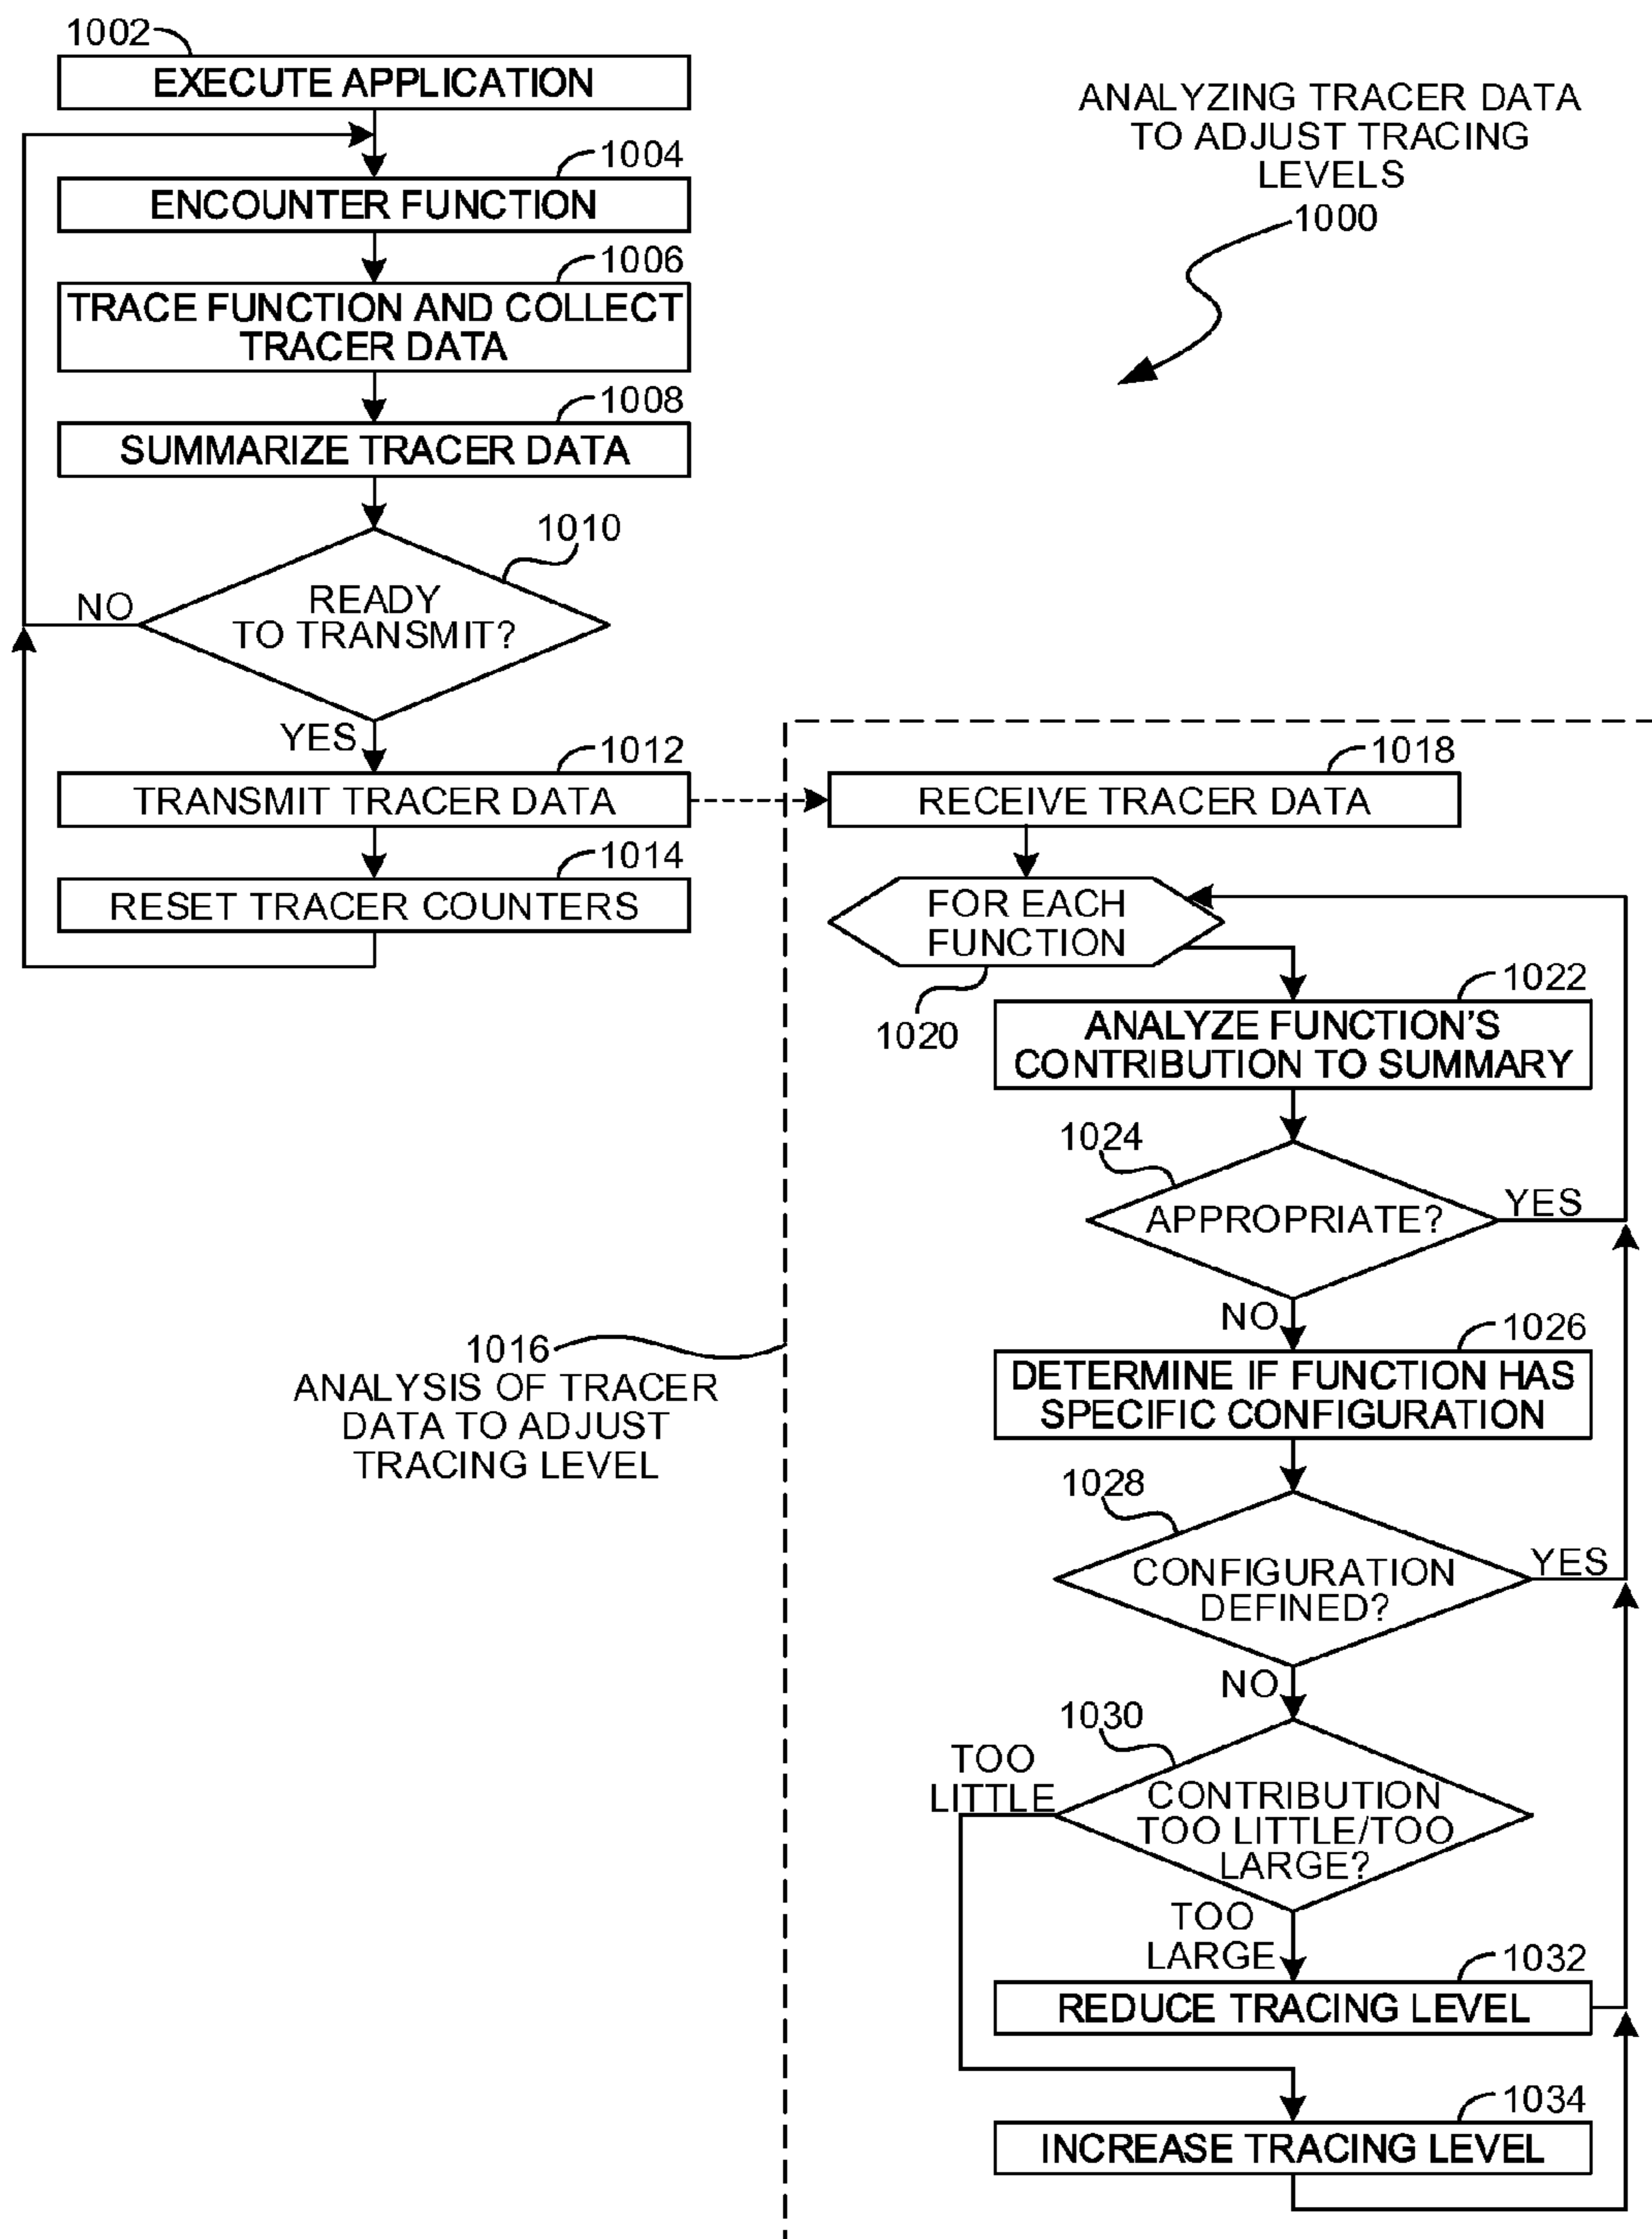 1002
EXECUTE APPLICATION
ANALYZING TRACER DATA
TO ADJUST TRACING
LEVELS
1000
1004
ENCOUNTER FUNCTION
1006
TRACE FUNCTION AND COLLECT
TRACER DATA
1008
SUMMARIZE TRACER DATA
1010
READY
TO TRANSMIT?
NO
YES
1012
TRANSMIT TRACER DATA
1014
RESET TRACER COUNTERS
1016
ANALYSIS OF TRACER
DATA TO ADJUST
TRACING LEVEL
1018
RECEIVE TRACER DATA
FOR EACH
FUNCTION
1020
1022
ANALYZE FUNCTION'S
CONTRIBUTION TO SUMMARY
1024
APPROPRIATE?
YES
NO
1026
DETERMINE IF FUNCTION HAS
SPECIFIC CONFIGURATION
1028
CONFIGURATION
DEFINED?
YES
NO
1030
TOO
LITTLE
CONTRIBUTION
TOO LITTLE/TOO
LARGE?
TOO
LARGE
1032
REDUCE TRACING LEVEL
1034
INCREASE TRACING LEVEL